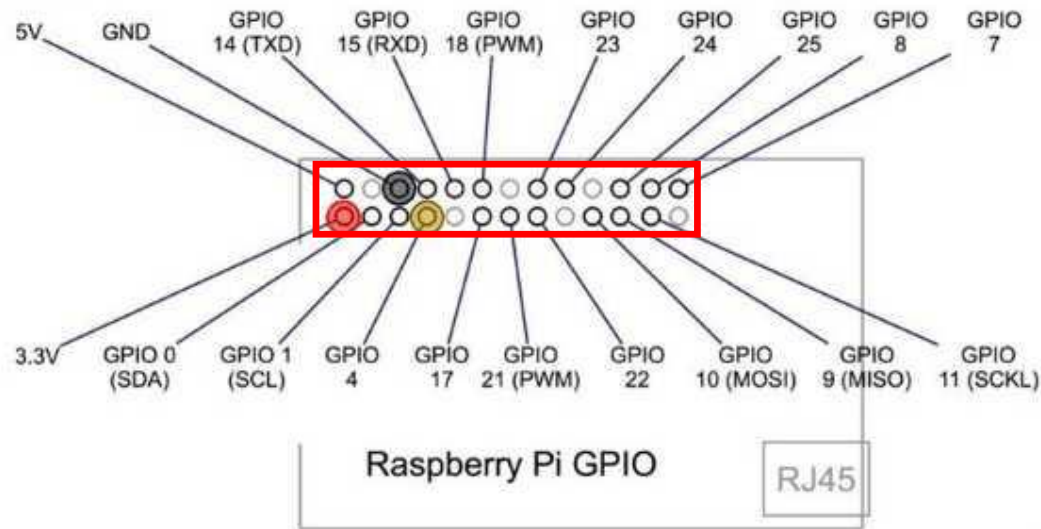 5V
GND
GPIO
14 (TXD)
GPIO
15 (RXD)
GPIO
18 (PWM)
GPIO
23
GPIO
24
GPIO
25
GPIO
8
GPIO
7
3.3V
GPIO 0
(SDA)
GPIO 1
(SCL)
GPIO
4
GPIO
17
GPIO
21 (PWM)
GPIO
22
GPIO
10 (MOSI)
GPIO
9 (MISO)
GPIO
11 (SCKL)
Raspberry Pi GPIO
RJ45